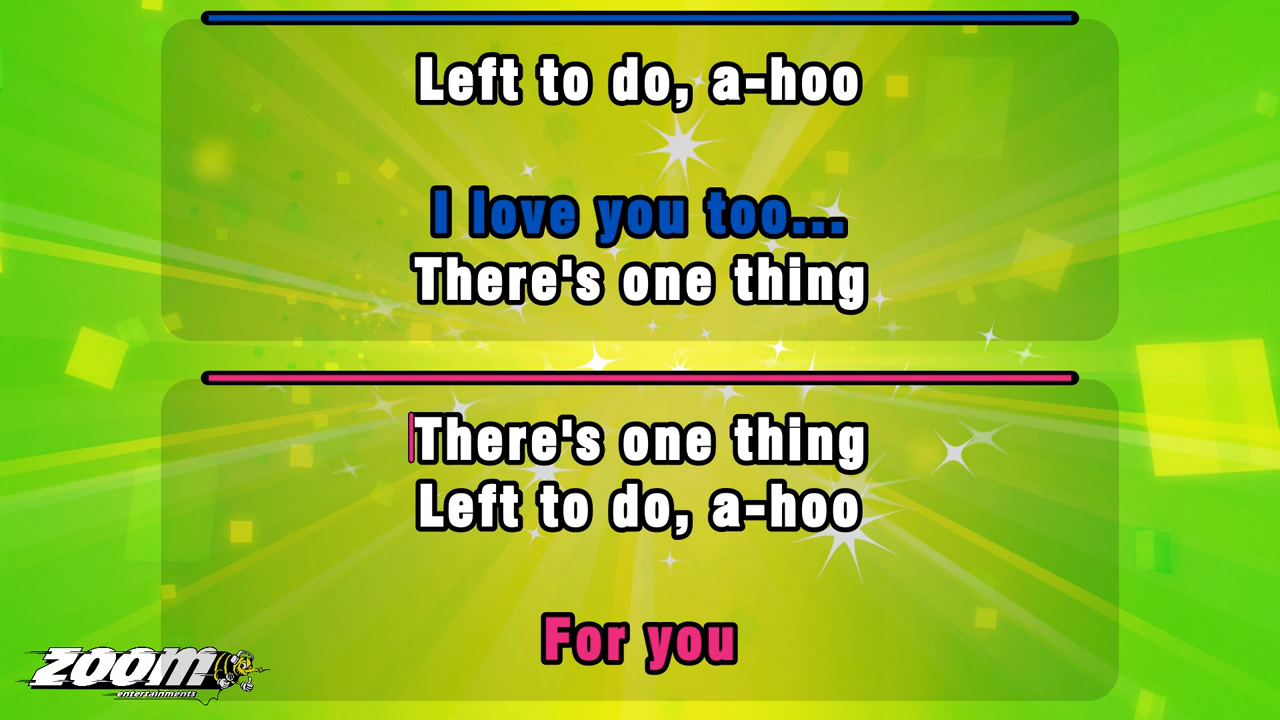 Left to do, a-hoo
I love you too...
There's one thing
There's one thing
Left to do, a-hoo
For you
zoom
entertainments